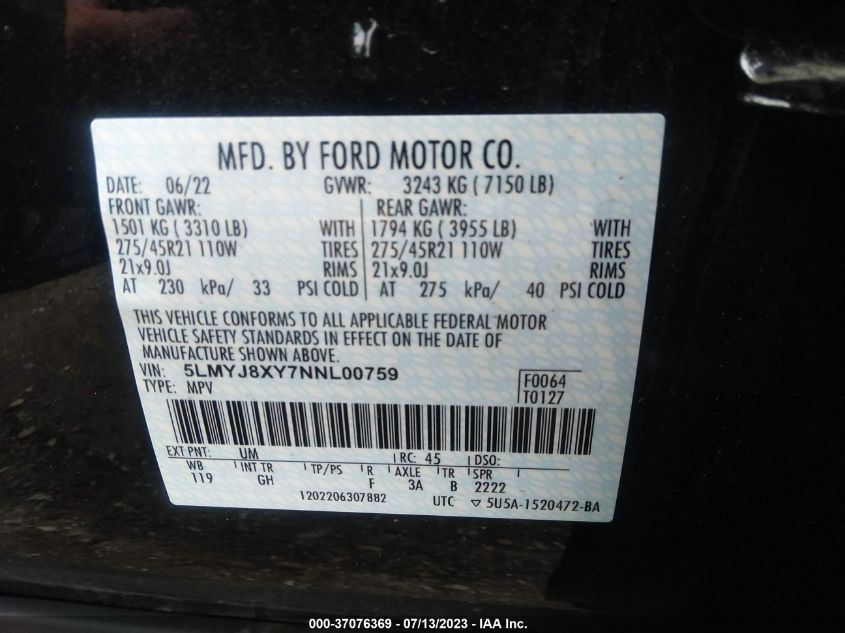 MFD. BY FORD MOTOR CO.
DATE: 06/22 GVWR: 3243 KG ( 7150 LB)
FRONT GAWR: REAR GAWR:
1501 KG ( 3310 LB) WITH 1794 KG ( 3955 LB) WITH
275/45R21 110W TIRES 275/45R21 110W TIRES
21x9.0J RIMS 21x9.0J RIMS
AT 230 kPa/ 33 PSI COLD AT 275 kPa/ 40 PSI COLD
THIS VEHICLE CONFORMS TO ALL APPLICABLE FEDERAL MOTOR
VEHICLE SAFETY STANDARDS IN EFFECT ON THE DATE OF
MANUFACTURE SHOWN ABOVE.
VIN: 5LMYJ8XY7NNL00759
TYPE: MPV
F0064
T0127
EXT PNT: UM RC: 45 DSO:
WB INT TR TP/PS R AXLE TR SPR
119 GH F 3A B 2222
1202206307882 UTC ▽ 5U5A-1520472-BA
000-37076369 - 07/13/2023 - IAA Inc.